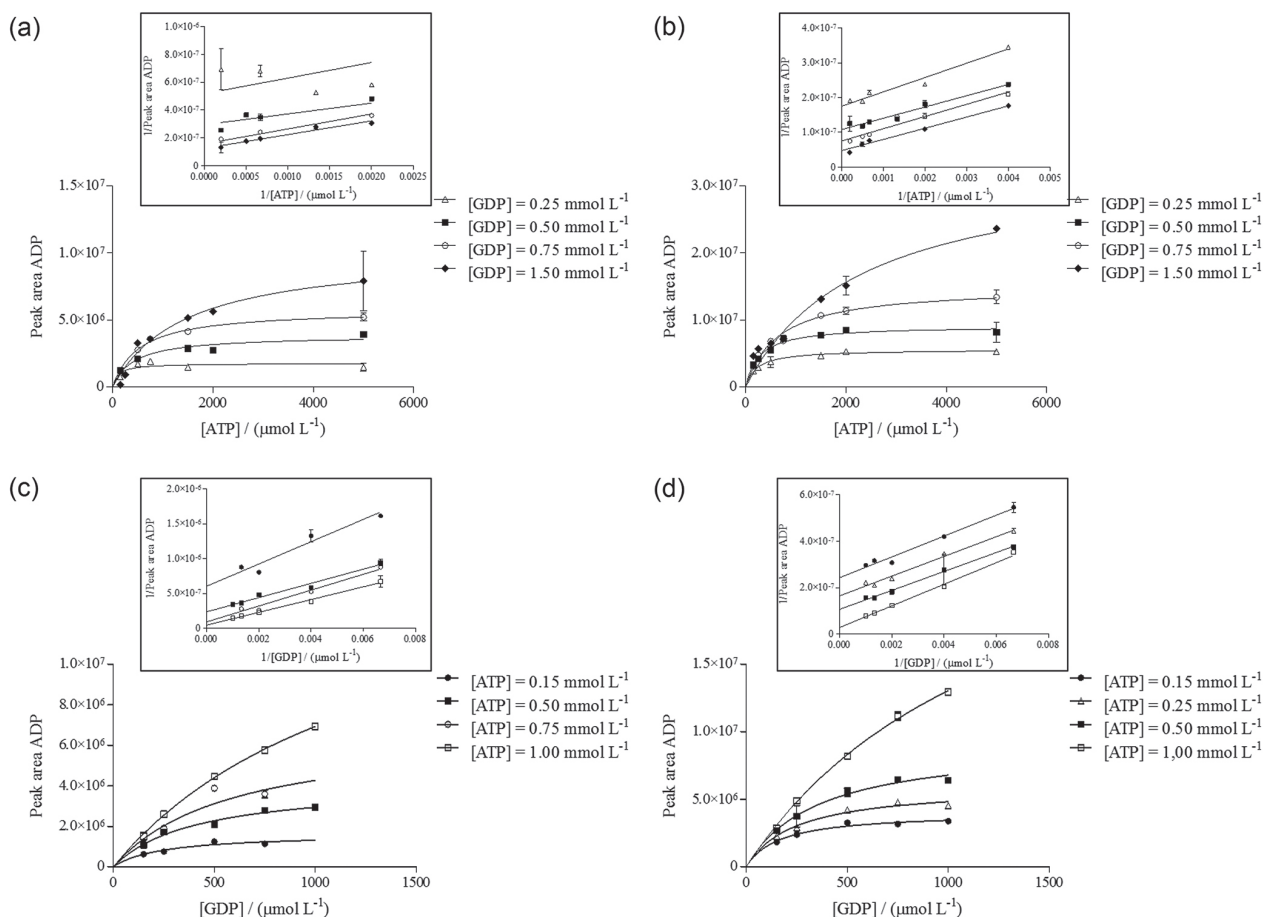 (a)
1/Peak area ADP
1.0×10⁻⁶
8.0×10⁻⁷
6.0×10⁻⁷
4.0×10⁻⁷
2.0×10⁻⁷
0
0.0000 0.0005 0.0010 0.0015 0.0020 0.0025
1/[ATP] / (μmol L⁻¹)
Peak area ADP
1.5×10⁷
1.0×10⁷
5.0×10⁶
0
0 2000 4000 6000
[ATP] / (μmol L⁻¹)
[GDP] = 0.25 mmol L⁻¹
[GDP] = 0.50 mmol L⁻¹
[GDP] = 0.75 mmol L⁻¹
[GDP] = 1.50 mmol L⁻¹
(b)
1/Peak area ADP
4.0×10⁻⁷
3.0×10⁻⁷
2.0×10⁻⁷
1.0×10⁻⁷
0
0.000 0.001 0.002 0.003 0.004 0.005
1/[ATP] / (μmol L⁻¹)
Peak area ADP
3.0×10⁷
2.0×10⁷
1.0×10⁷
0
0 2000 4000 6000
[ATP] / (μmol L⁻¹)
[GDP] = 0.25 mmol L⁻¹
[GDP] = 0.50 mmol L⁻¹
[GDP] = 0.75 mmol L⁻¹
[GDP] = 1.50 mmol L⁻¹
(c)
1/Peak area ADP
2.0×10⁻⁶
1.5×10⁻⁶
1.0×10⁻⁶
5.0×10⁻⁷
0
0.000 0.002 0.004 0.006 0.008
1/[GDP] / (μmol L⁻¹)
Peak area ADP
1.0×10⁷
8.0×10⁶
6.0×10⁶
4.0×10⁶
2.0×10⁶
0
0 500 1000 1500
[GDP] / (μmol L⁻¹)
[ATP] = 0.15 mmol L⁻¹
[ATP] = 0.50 mmol L⁻¹
[ATP] = 0.75 mmol L⁻¹
[ATP] = 1.00 mmol L⁻¹
(d)
1/Peak area ADP
6.0×10⁻⁷
4.0×10⁻⁷
2.0×10⁻⁷
0
0.000 0.002 0.004 0.006 0.008
1/[GDP] / (μmol L⁻¹)
Peak area ADP
1.5×10⁷
1.0×10⁷
5.0×10⁶
0
0 500 1000 1500
[GDP] / (μmol L⁻¹)
[ATP] = 0.15 mmol L⁻¹
[ATP] = 0.25 mmol L⁻¹
[ATP] = 0.50 mmol L⁻¹
[ATP] = 1,00 mmol L⁻¹